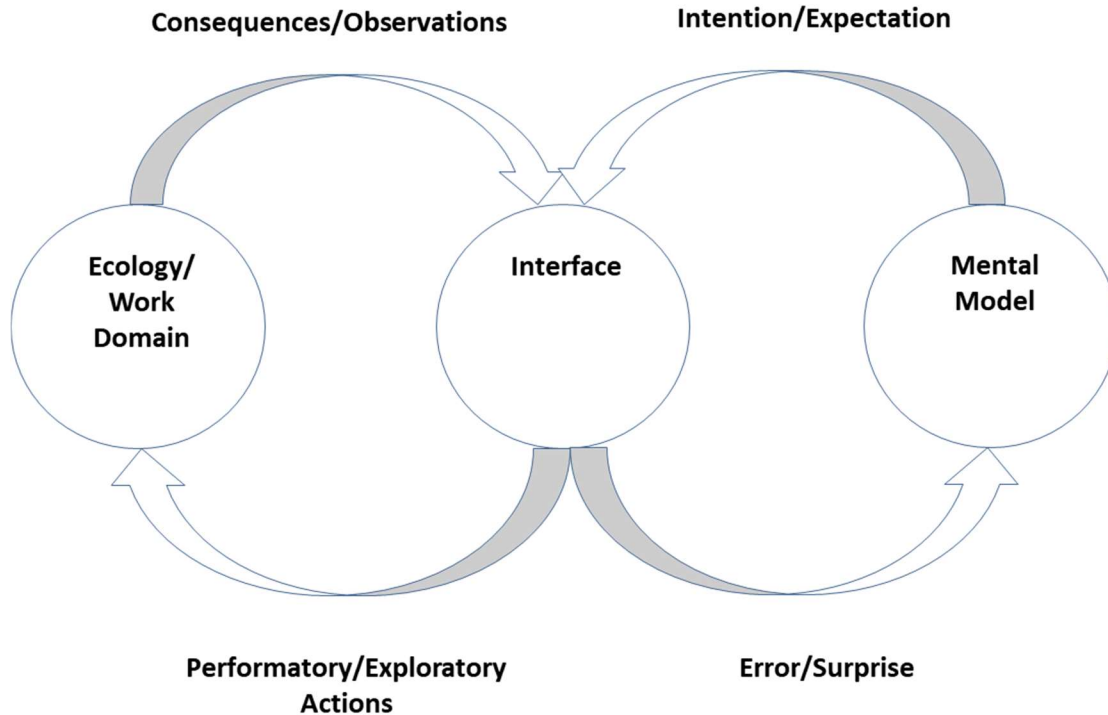 Consequences/Observations
Intention/Expectation
Ecology/
Work
Domain
Interface
Mental
Model
Performatory/Exploratory
Actions
Error/Surprise